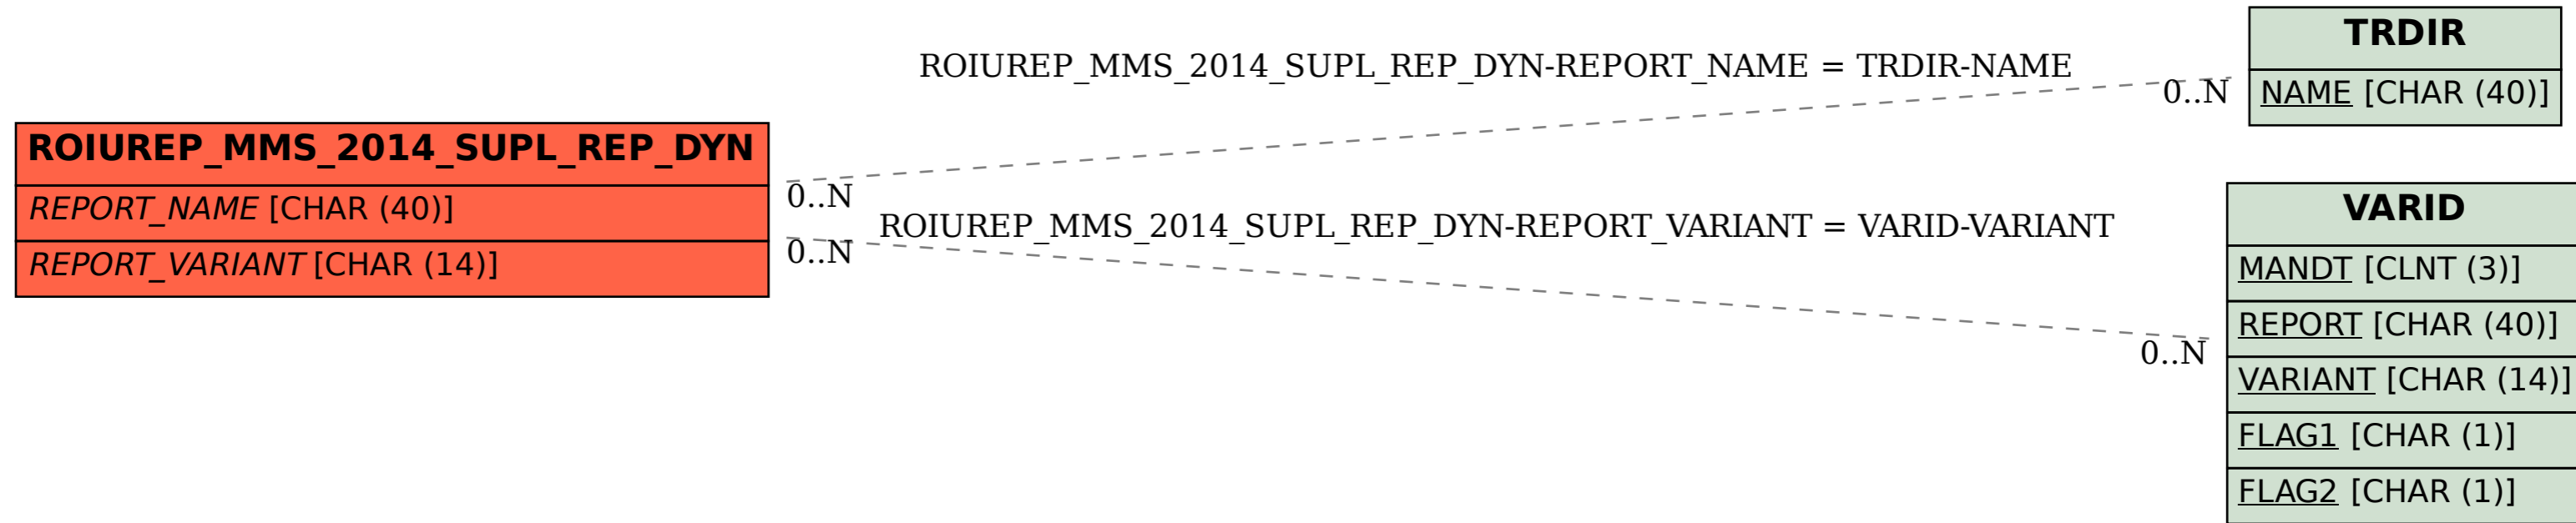 ROIUREP_MMS_2014_SUPL_REP_DYN
REPORT_NAME [CHAR (40)]
REPORT_VARIANT [CHAR (14)]
ROIUREP_MMS_2014_SUPL_REP_DYN-REPORT_NAME = TRDIR-NAME
0..N
0..N
ROIUREP_MMS_2014_SUPL_REP_DYN-REPORT_VARIANT = VARID-VARIANT
0..N
0..N
TRDIR
NAME [CHAR (40)]
VARID
MANDT [CLNT (3)]
REPORT [CHAR (40)]
VARIANT [CHAR (14)]
FLAG1 [CHAR (1)]
FLAG2 [CHAR (1)]